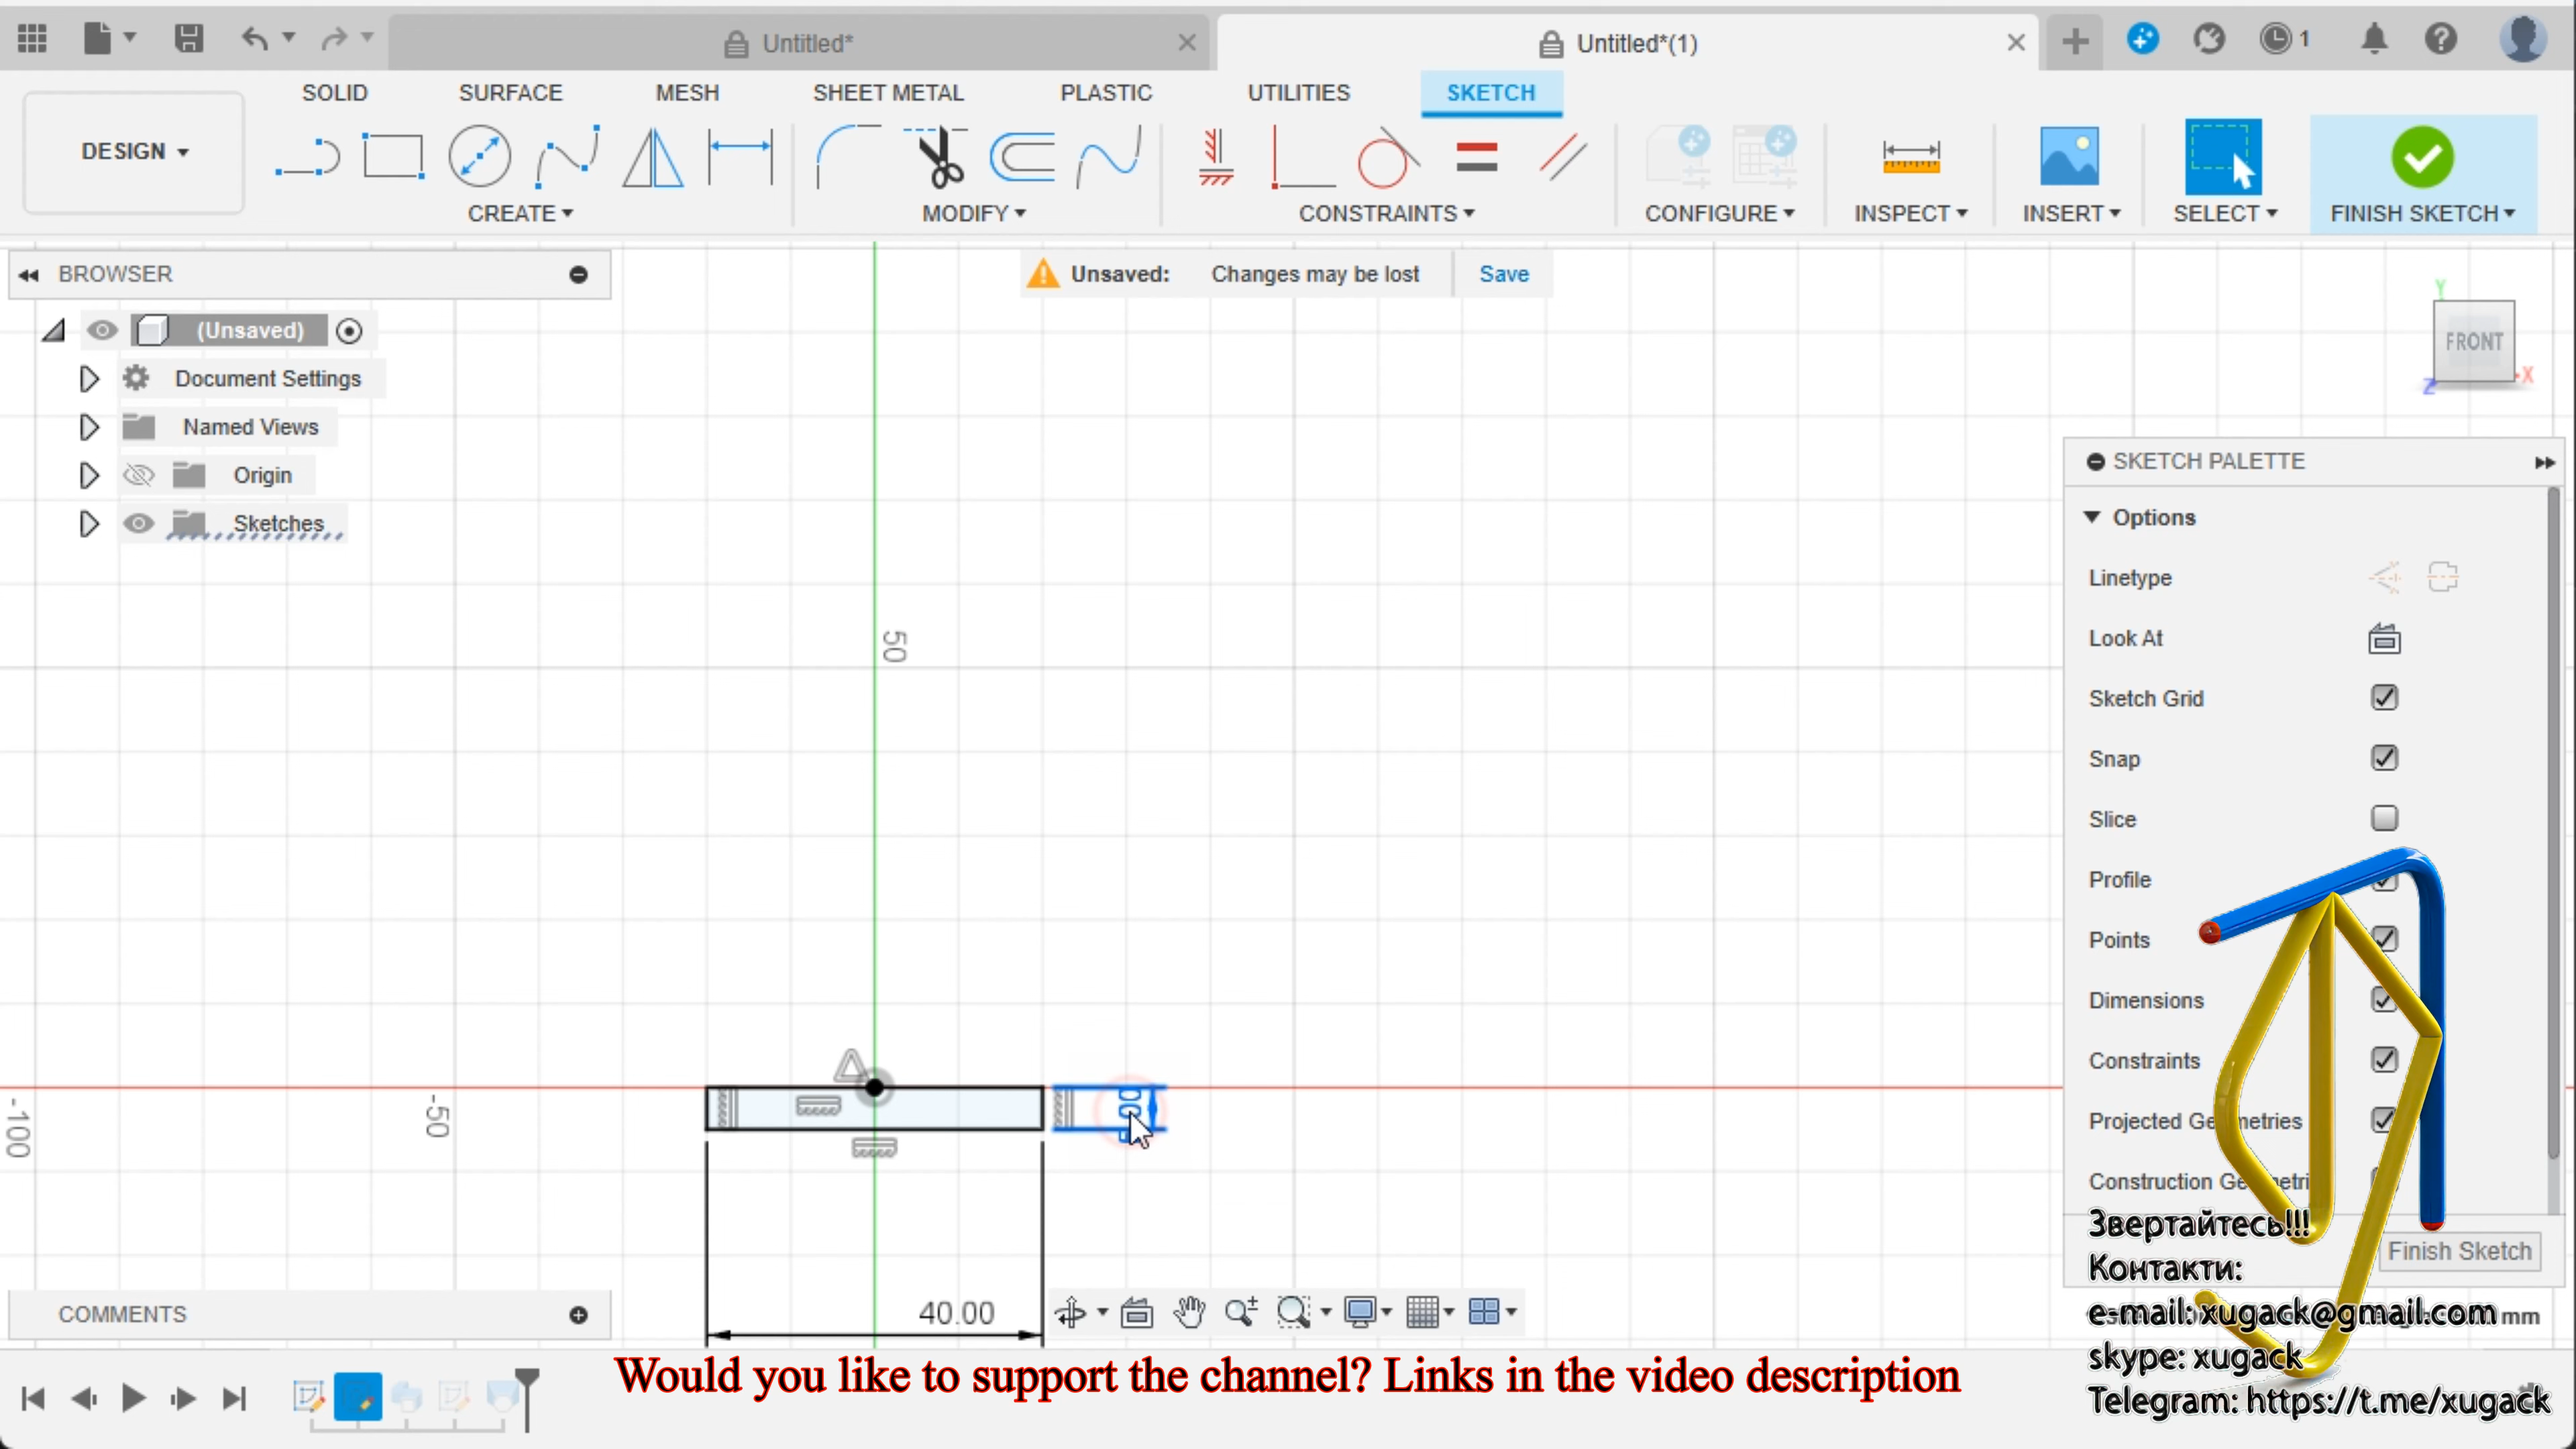 Untitled*
Untitled*(1)
1
SOLID
SURFACE
MESH
SHEET METAL
PLASTIC
UTILITIES
SKETCH
DESIGN
CREATE
MODIFY
CONSTRAINTS
CONFIGURE
INSPECT
INSERT
SELECT
FINISH SKETCH
BROWSER
Unsaved: Changes may be lost Save
(Unsaved)
Document Settings
Named Views
Origin
Sketches
Y
FRONT
X
Z
SKETCH PALETTE
Options
Linetype
Look At
Sketch Grid
Snap
Slice
Profile
Points
Dimensions
Constraints
Projected Geometries
Construction
Finish Sketch
50
-50
-100
40.00
COMMENTS
mm
Звертайтесь!!!
Контакти:
e-mail: xugack@gmail.com
skype: xugack
Telegram: https://t.me/xugack
Would you like to support the channel? Links in the video description